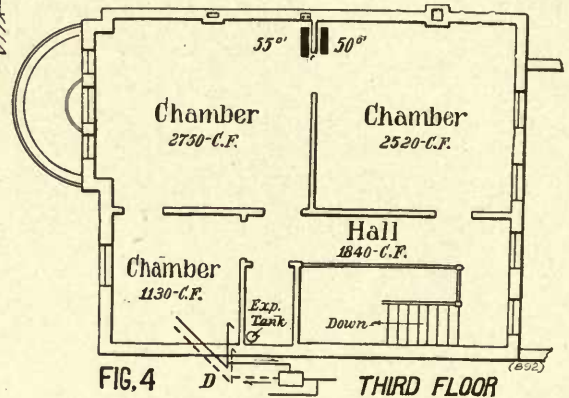 55°' 50°'
Chamber
2750-C.F.
Chamber
2520-C.F.
Hall
1840-C.F.
Chamber
1130-C.F.
Exp.
Tank
Down
(892)
FIG. 4 D THIRD FLOOR